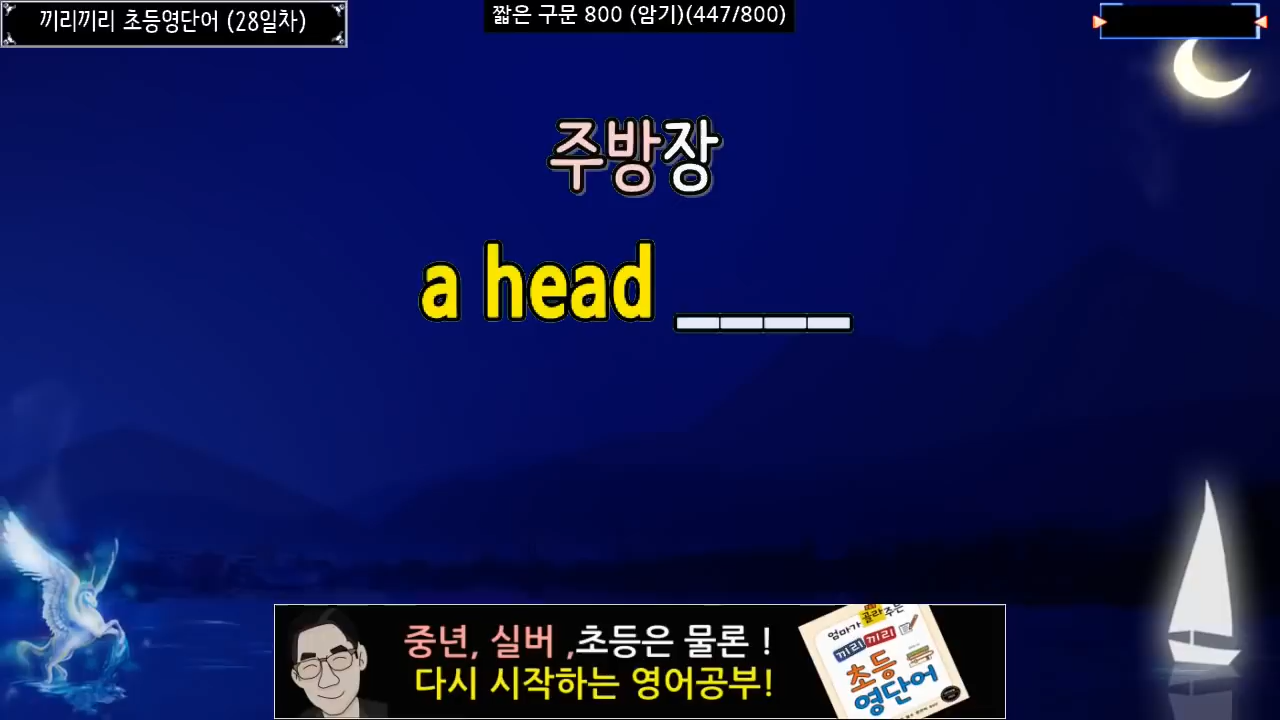 끼리끼리 초등영단어 (28일차)
짧은 구문 800 (암기)(447/800)
주방장
a head ____
중년, 실버 ,초등은 물론 !
다시 시작하는 영어공부!
엄마가 골라주는
끼리끼리
초등
영단어